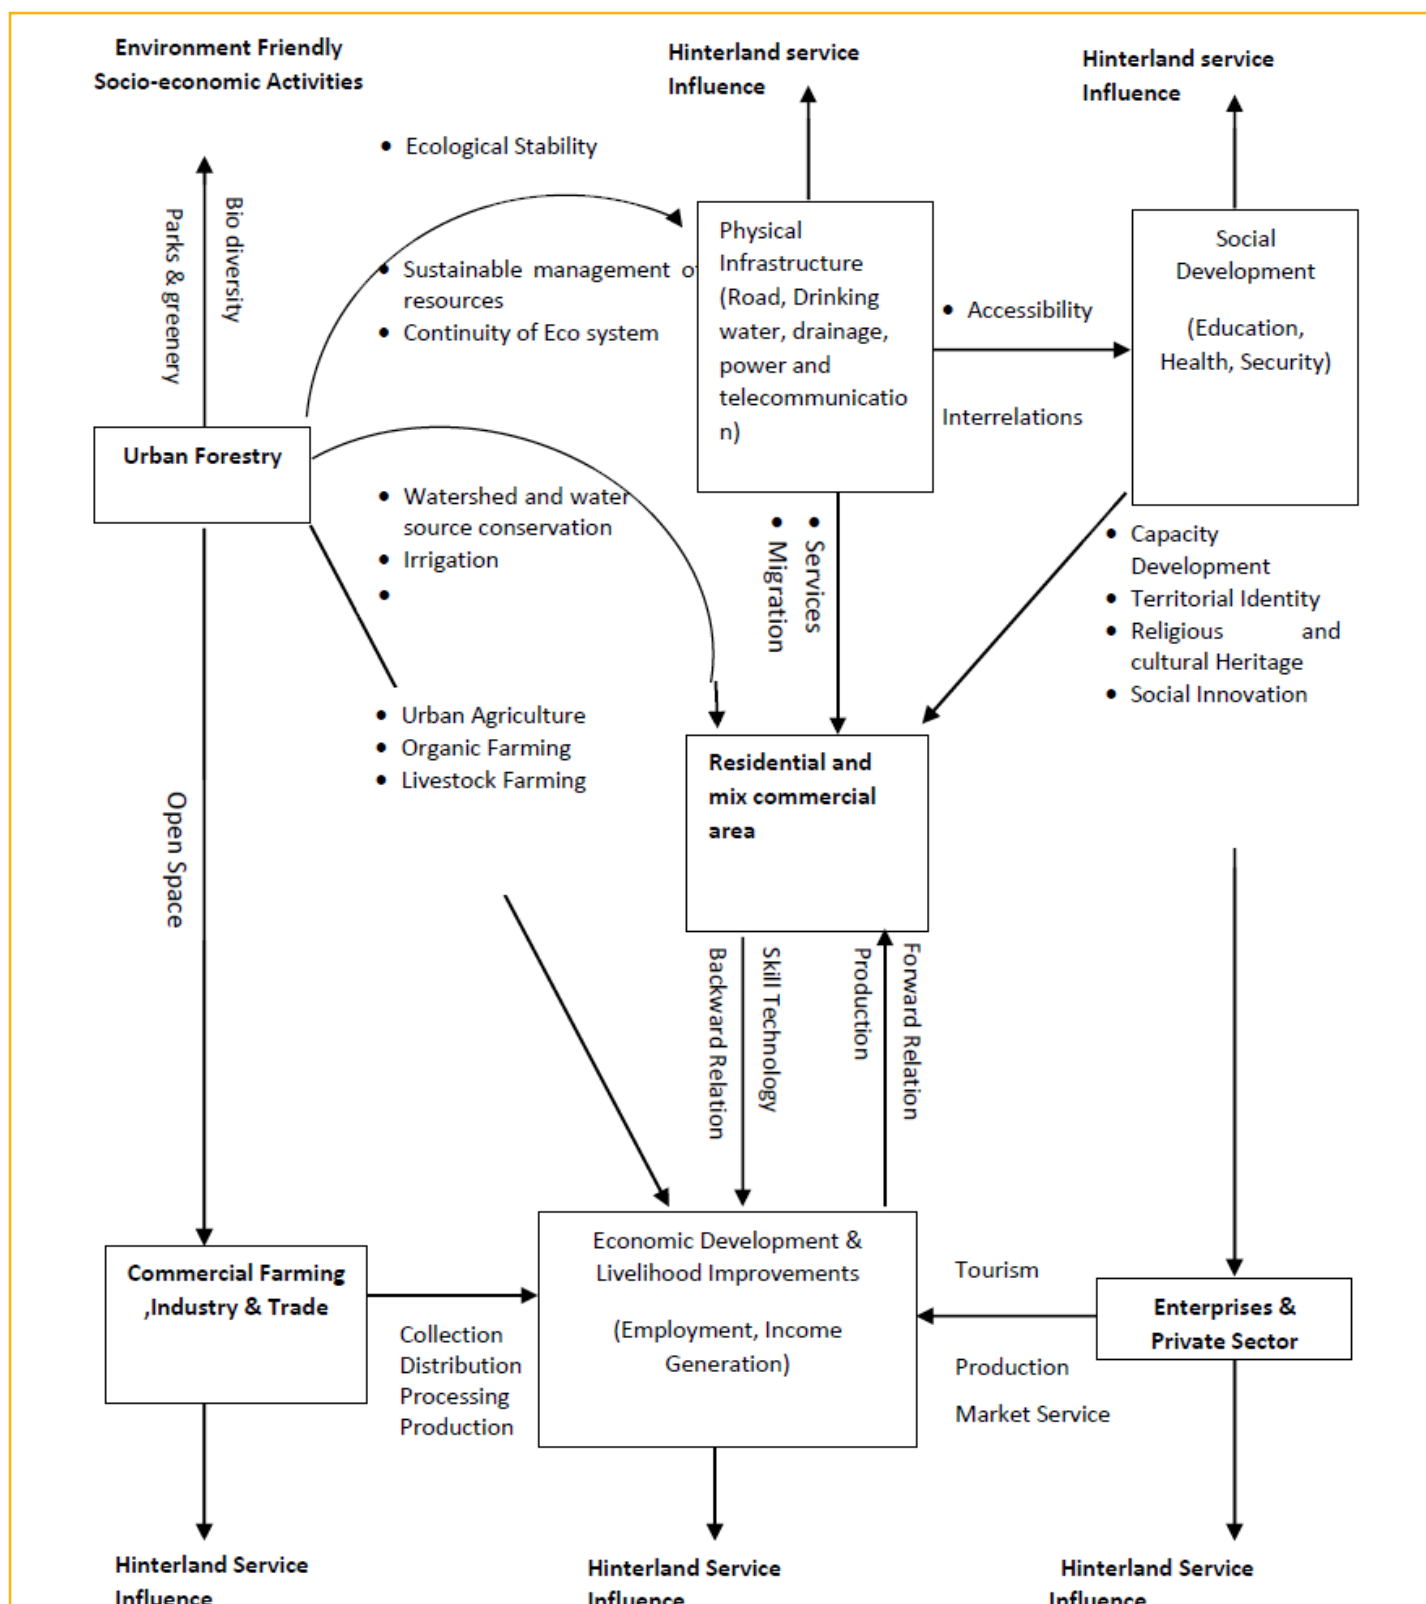 Environment Friendly
Socio-economic Activities
Hinterland service
Influence
Hinterland service
Influence
• Ecological Stability
Bio diversity
Parks & greenery
• Sustainable management of
resources
• Continuity of Eco system
Physical
Infrastructure
(Road, Drinking
water, drainage,
power and
telecommunicatio
n)
• Accessibility
Interrelations
Social
Development
(Education,
Health, Security)
Urban Forestry
• Watershed and water
source conservation
• Irrigation
•
• Services
• Migration
• Capacity
Development
• Territorial Identity
• Religious and
cultural Heritage
• Social Innovation
• Urban Agriculture
• Organic Farming
• Livestock Farming
Open Space
Residential and
mix commercial
area
Skill Technology
Backward Relation
Forward Relation
Production
Commercial Farming
,Industry & Trade
Collection
Distribution
Processing
Production
Economic Development &
Livelihood Improvements
(Employment, Income
Generation)
Tourism
Production
Market Service
Enterprises &
Private Sector
Hinterland Service
Influence
Hinterland Service
Influence
Hinterland Service
Influence